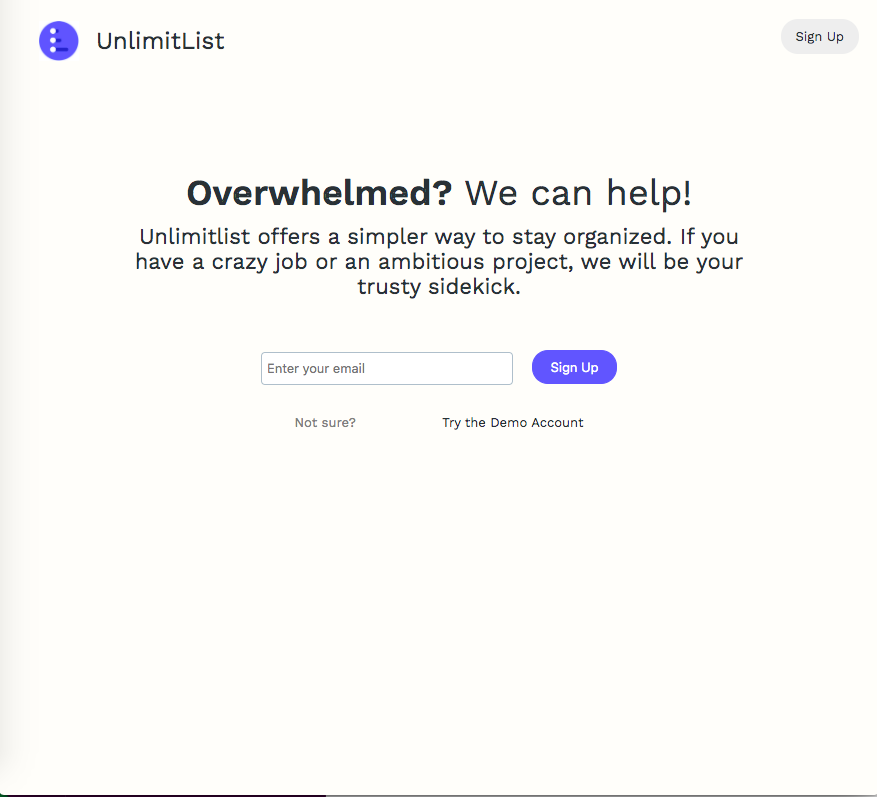 UnlimitList
Sign Up
Overwhelmed? We can help!
Unlimitlist offers a simpler way to stay organized. If you
have a crazy job or an ambitious project, we will be your
trusty sidekick.
Enter your email
Sign Up
Not sure?
Try the Demo Account